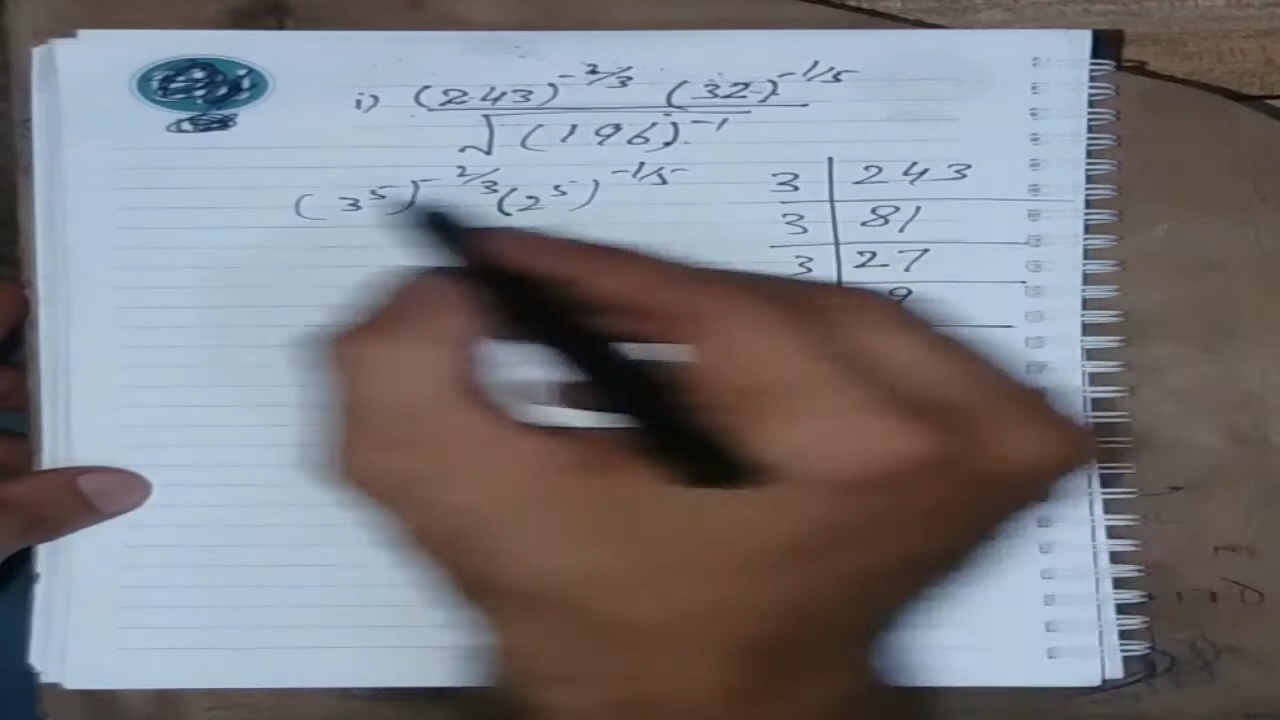 i) (243)^-2/3 (32)^-1/5
√(196)^-1
(3^5)^-2/3 (2^5)^-1/5
3 | 243
3 | 81
3 | 27
9